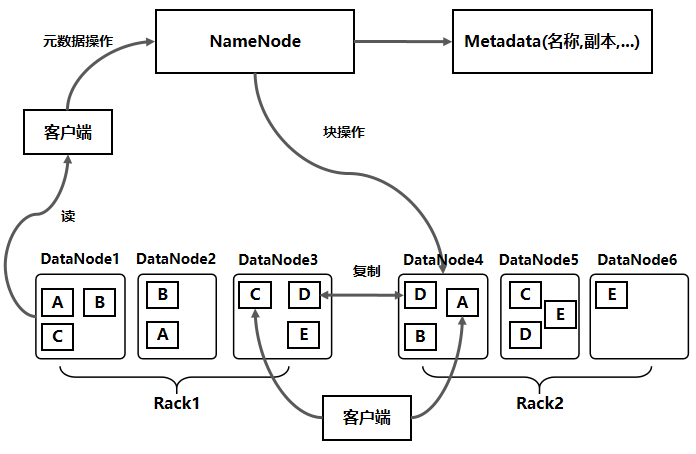 元数据操作
NameNode
Metadata(名称,副本,...)
客户端
块操作
读
DataNode1
DataNode2
DataNode3
复制
DataNode4
DataNode5
DataNode6
A
B
C
B
A
C
D
E
D
A
B
C
E
D
E
Rack1
客户端
Rack2